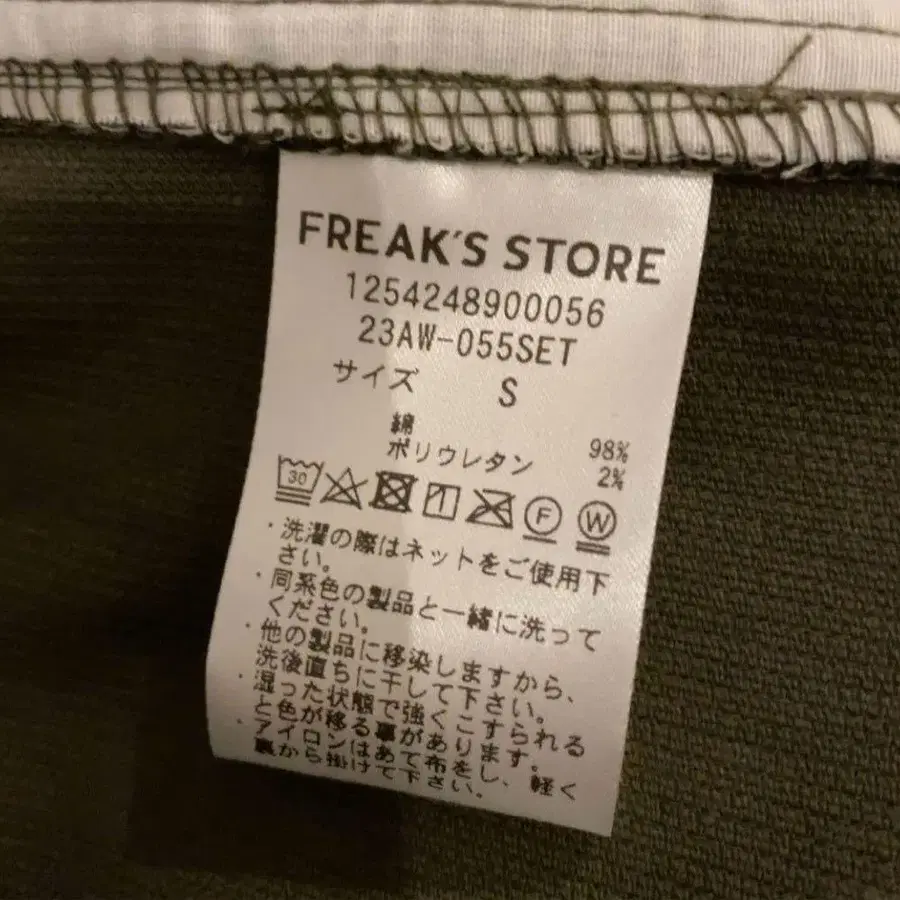 FREAK'S STORE
1254248900056
23AW-055SET
サイズ S
綿 98%
ポリウレタン 2%
30 F W
・洗濯の際はネットをご使用下
さい。
・同系色の製品と一緒に洗って
ください。
・他の製品に移染しますから、
洗後直ちに干して下さい。
・湿った状態で強くこすられる
と色が移る事があります。
・アイロンはあて布をし、軽く
裏から掛けて下さい。